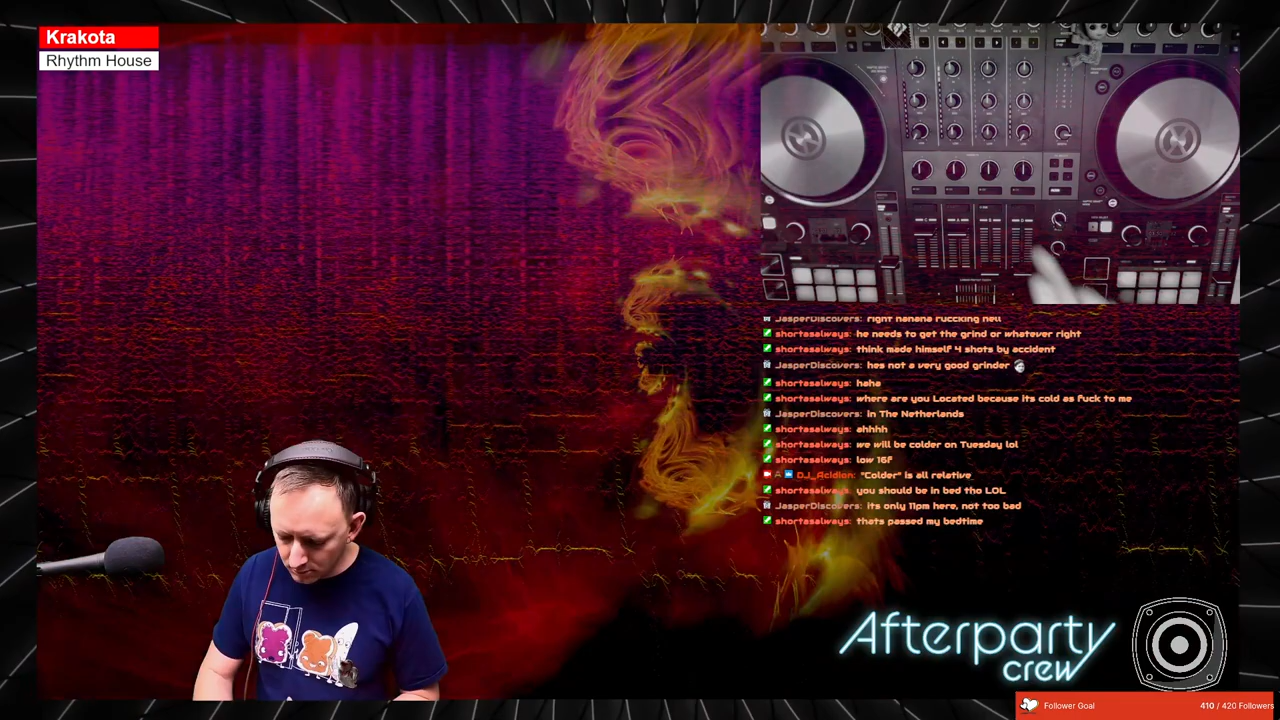 Krakota
Rhythm House
JasperDiscovers: right hahaha fuccking hell
shortasalways: he needs to get the grind or whatever right
shortasalways: think made himself 4 shots by accident
JasperDiscovers: hes not a very good grinder
shortasalways: haha
shortasalways: where are you Located because its cold as fuck to me
JasperDiscovers: in The Netherlands
shortasalways: ahhhh
shortasalways: we will be colder on Tuesday lol
shortasalways: low 16f
DJ_Acidion: "Colder" is all relative
shortasalways: you should be in bed tho LOL
JasperDiscovers: its only 11pm here, not too bad
shortasalways: thats passed my bedtime
Afterparty
crew
Follower Goal 410 / 420 Followers